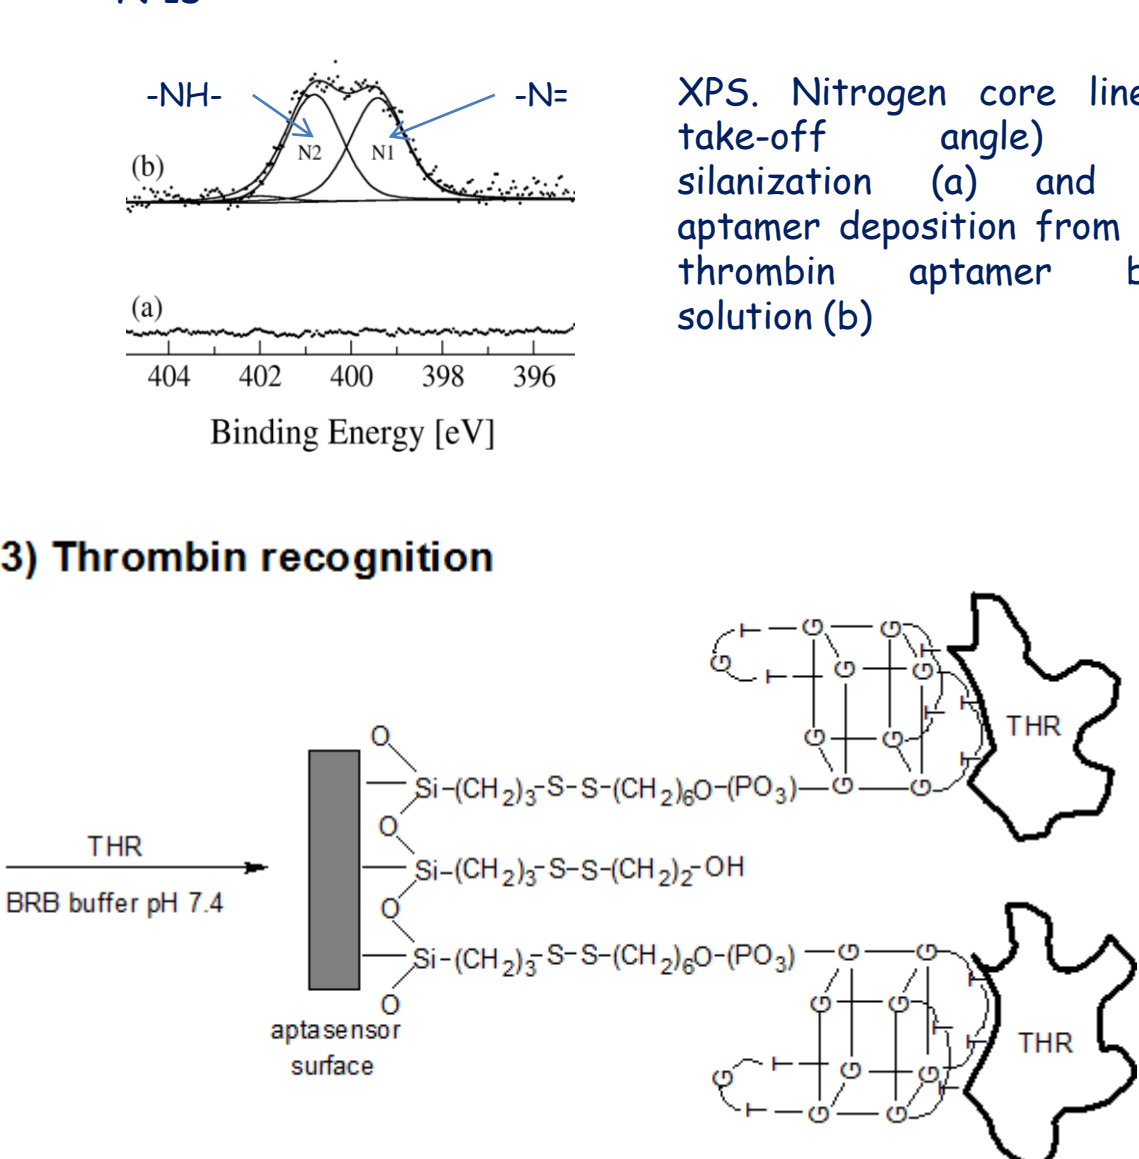 N 1s
-NH-
-N=
N2
N1
(b)
(a)
404 402 400 398 396
Binding Energy [eV]
XPS. Nitrogen core line
take-off angle)
silanization (a) and
aptamer deposition from
thrombin aptamer b
solution (b)
3) Thrombin recognition
THR
BRB buffer pH 7.4
aptasensor
surface
O
Si-(CH2)3-S-S-(CH2)6O-(PO3)
O
Si-(CH2)3-S-S-(CH2)2-OH
O
Si-(CH2)3-S-S-(CH2)6O-(PO3)
O
T G G
G T G G T
T T
G G T
G G
THR
G G T
G G T T
G T G G T
T G G
THR